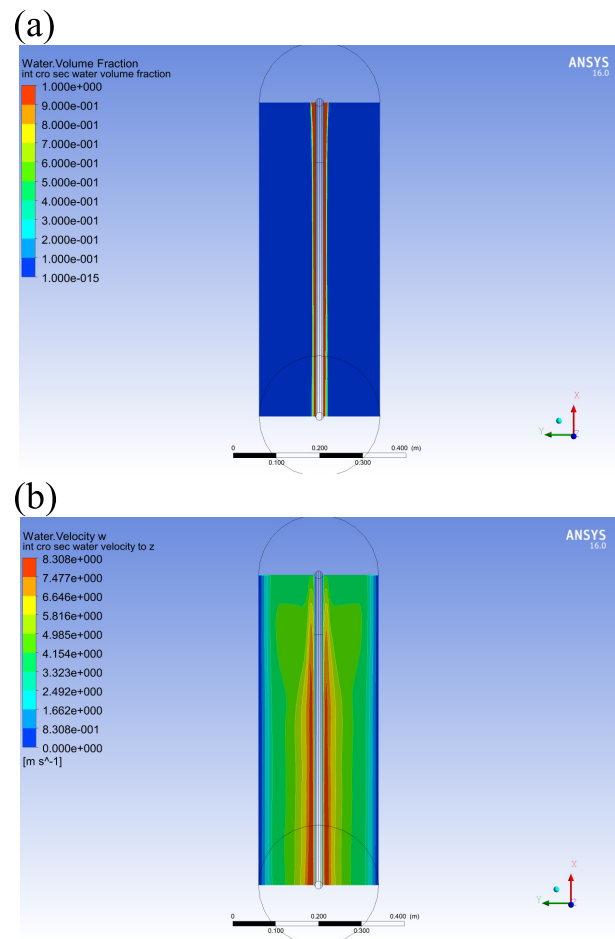 (a)
Water.Volume Fraction
int cro sec water volume fraction
1.000e+000
9.000e-001
8.000e-001
7.000e-001
6.000e-001
5.000e-001
4.000e-001
3.000e-001
2.000e-001
1.000e-001
1.000e-015
ANSYS
16.0
X
Y
Z
0 0.200 0.400 (m)
0.100 0.300
(b)
Water.Velocity w
int cro sec water velocity to z
8.308e+000
7.477e+000
6.646e+000
5.816e+000
4.985e+000
4.154e+000
3.323e+000
2.492e+000
1.662e+000
8.308e-001
0.000e+000
[m s^-1]
ANSYS
16.0
X
Y
Z
0 0.200 0.400 (m)
0.100 0.300